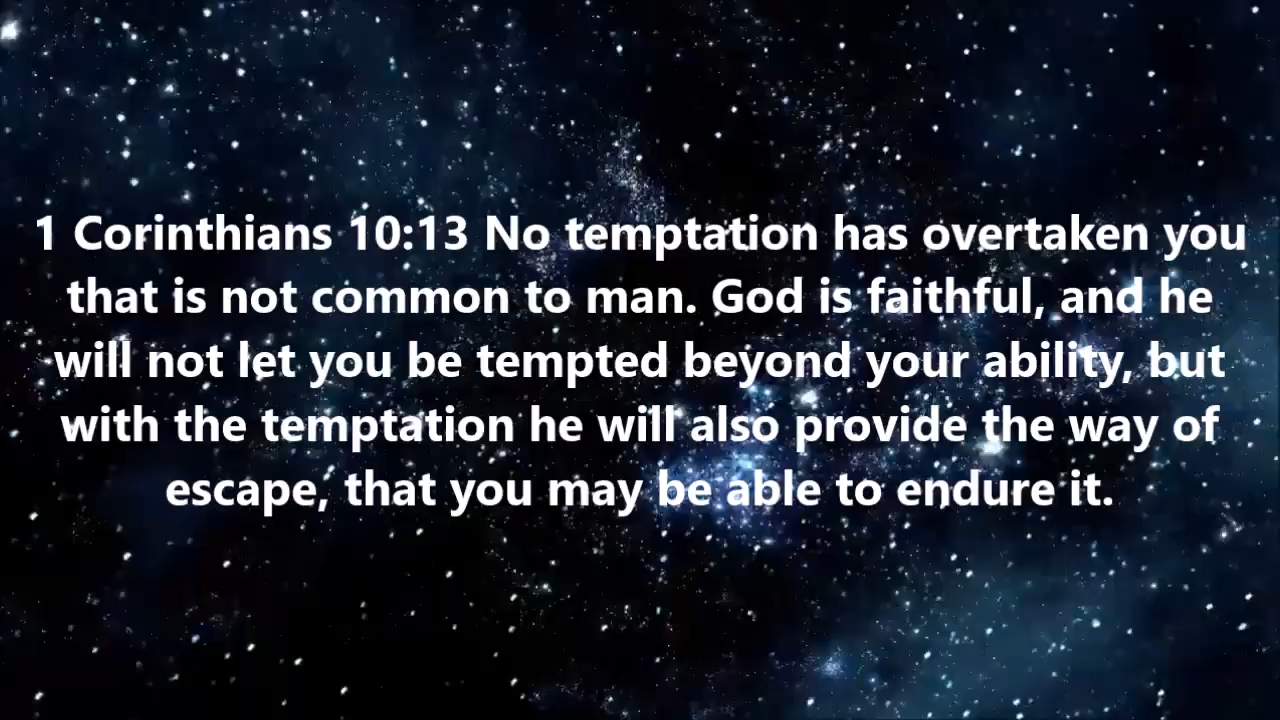 1 Corinthians 10:13 No temptation has overtaken you
that is not common to man. God is faithful, and he
will not let you be tempted beyond your ability, but
with the temptation he will also provide the way of
escape, that you may be able to endure it.